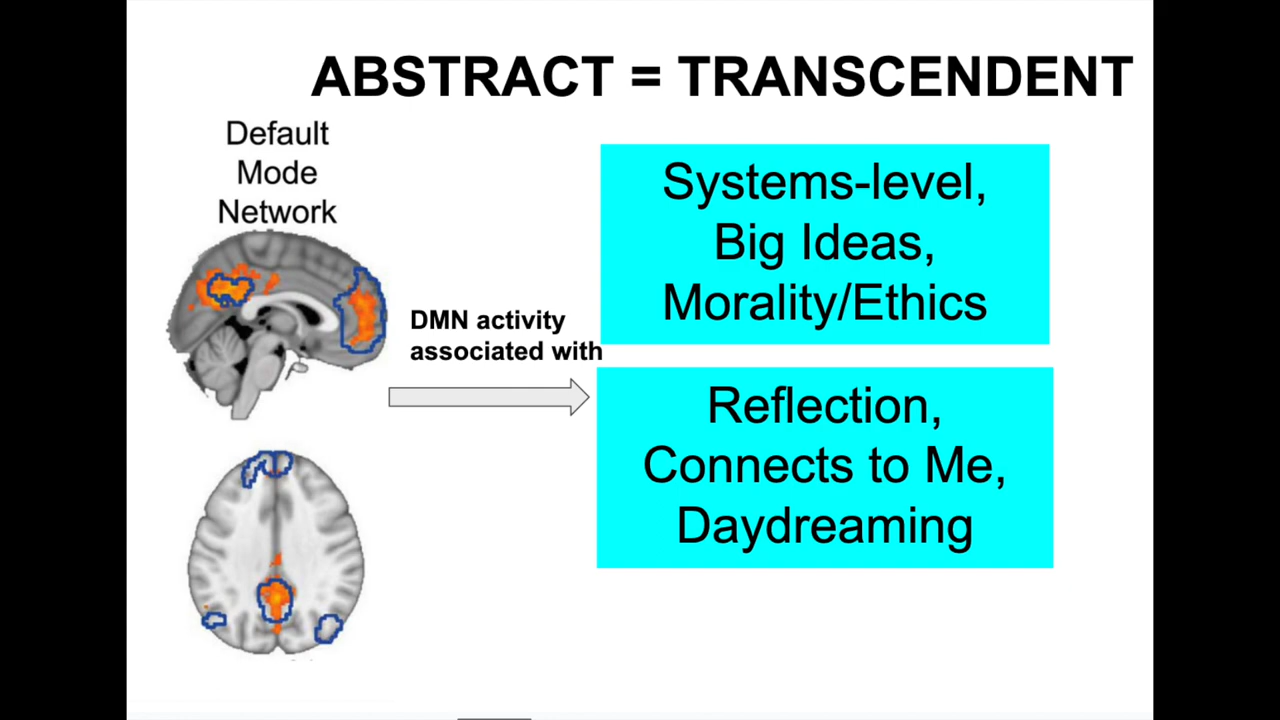 ABSTRACT = TRANSCENDENT
Default
Mode
Network
DMN activity
associated with
Systems-level,
Big Ideas,
Morality/Ethics
Reflection,
Connects to Me,
Daydreaming